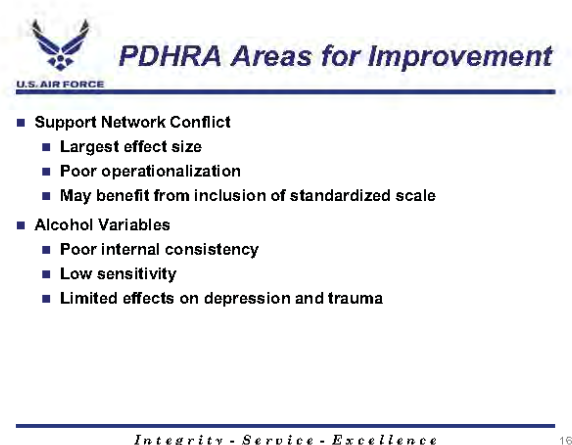 PDHRA Areas for Improvement
U.S. AIR FORCE
Support Network Conflict
Largest effect size
Poor operationalization
May benefit from inclusion of standardized scale
Alcohol Variables
Poor internal consistency
Low sensitivity
Limited effects on depression and trauma
Integrity - Service - Excellence
16